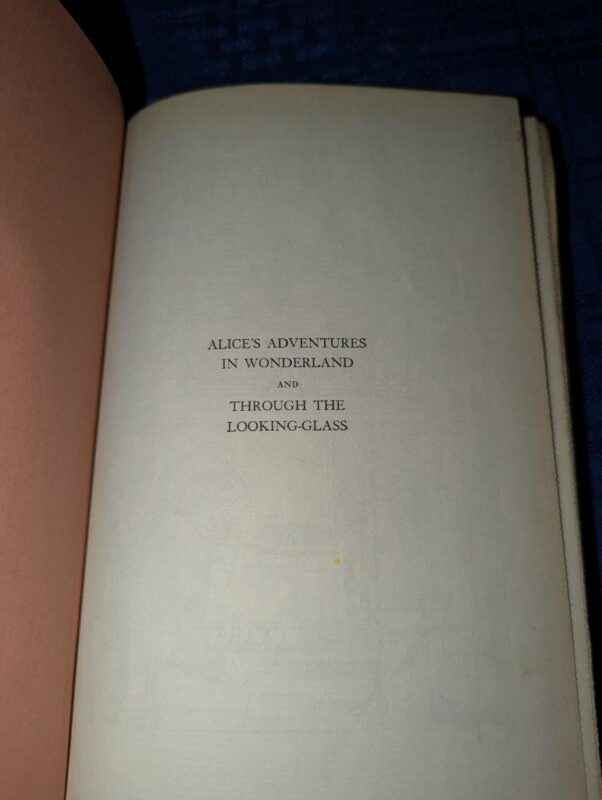 ALICE'S ADVENTURES
IN WONDERLAND
AND
THROUGH THE
LOOKING-GLASS